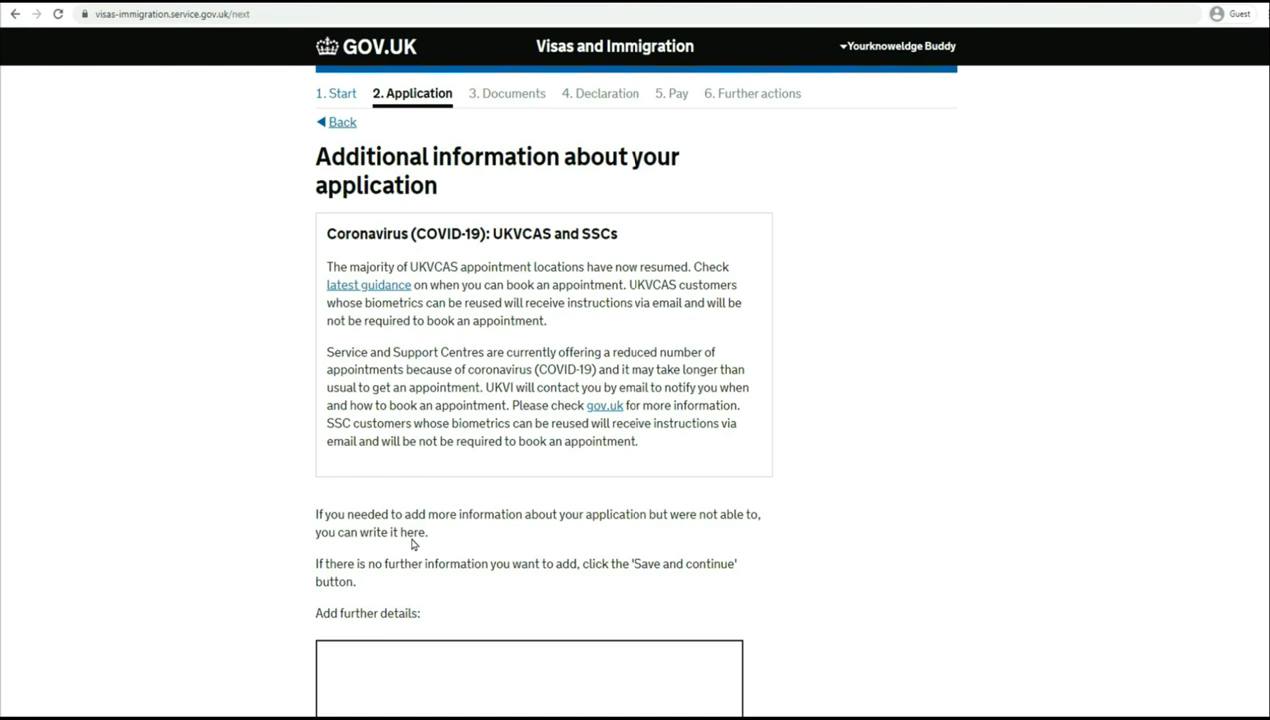 visas-immigration.service.gov.uk/next
Guest
GOV.UK
Visas and Immigration
Yourknoweldge Buddy
1. Start 2. Application 3. Documents 4. Declaration 5. Pay 6. Further actions
Back
Additional information about your
application
Coronavirus (COVID-19): UKVCAS and SSCs
The majority of UKVCAS appointment locations have now resumed. Check
latest guidance on when you can book an appointment. UKVCAS customers
whose biometrics can be reused will receive instructions via email and will be
not be required to book an appointment.
Service and Support Centres are currently offering a reduced number of
appointments because of coronavirus (COVID-19) and it may take longer than
usual to get an appointment. UKVI will contact you by email to notify you when
and how to book an appointment. Please check gov.uk for more information.
SSC customers whose biometrics can be reused will receive instructions via
email and will be not be required to book an appointment.
If you needed to add more information about your application but were not able to,
you can write it here.
If there is no further information you want to add, click the 'Save and continue'
button.
Add further details: